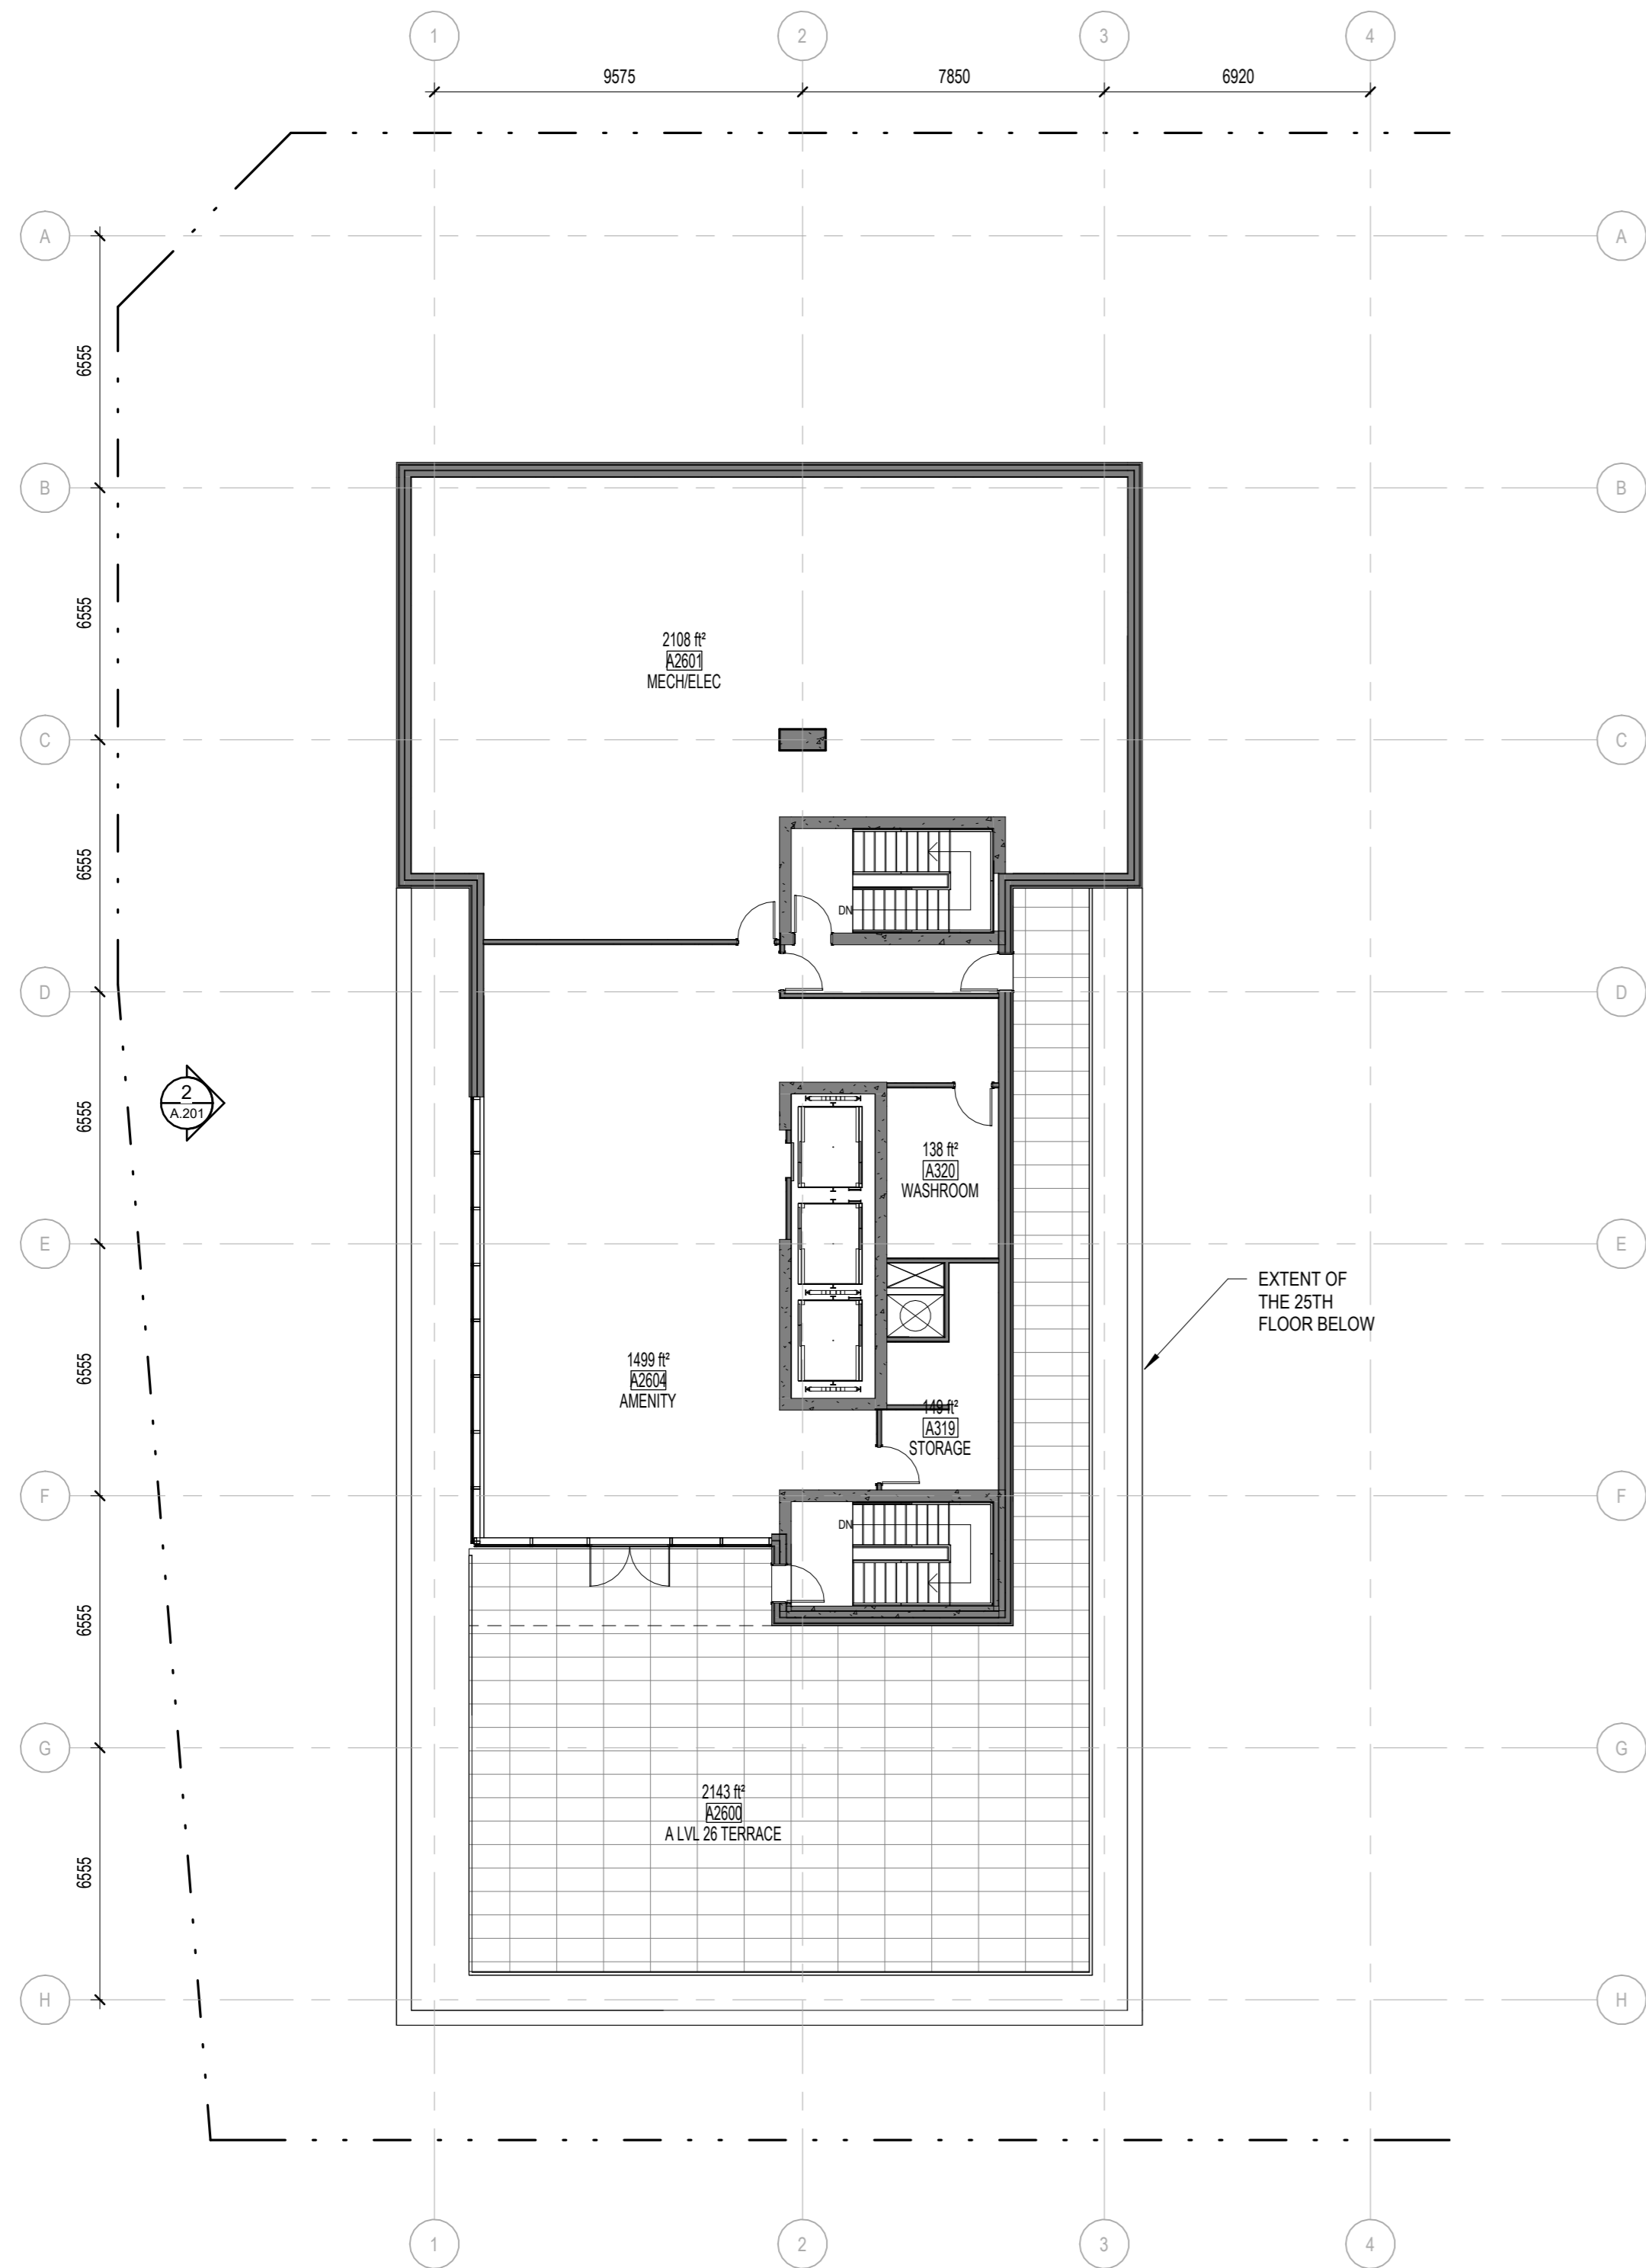 1 2 3 4
9575 7850 6920
A A
6555
B B
6555
2108 ft²
A2601
MECH/ELEC
C C
6555
DN
D D
6555
2
A.201
138 ft²
A320
WASHROOM
E E
EXTENT OF
THE 25TH
FLOOR BELOW
6555
1499 ft²
A2604
AMENITY
149 ft²
A319
STORAGE
F F
DN
6555
G G
2143 ft²
A2600
A LVL 26 TERRACE
6555
H H
1 2 3 4